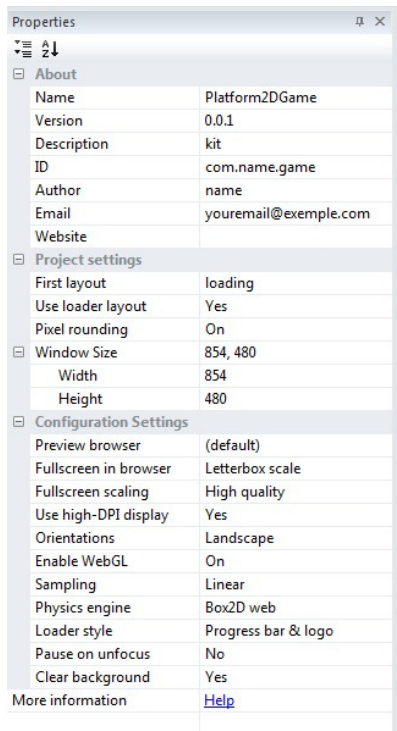 Properties
About
Name Platform2DGame
Version 0.0.1
Description kit
ID com.name.game
Author name
Email youremail@exemple.com
Website
Project settings
First layout loading
Use loader layout Yes
Pixel rounding On
Window Size 854, 480
Width 854
Height 480
Configuration Settings
Preview browser (default)
Fullscreen in browser Letterbox scale
Fullscreen scaling High quality
Use high-DPI display Yes
Orientations Landscape
Enable WebGL On
Sampling Linear
Physics engine Box2D web
Loader style Progress bar & logo
Pause on unfocus No
Clear background Yes
More information Help